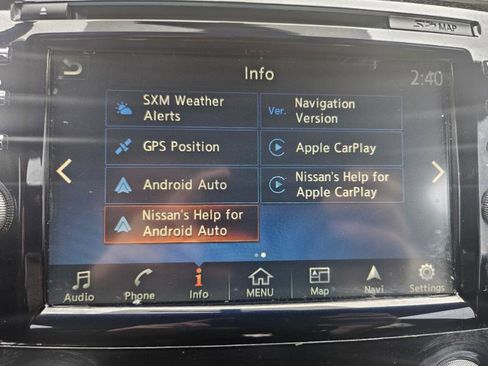 MAP
Info
2:40
SXM Weather
Alerts
Ver.
Navigation
Version
GPS Position
Apple CarPlay
Android Auto
Nissan's Help for
Apple CarPlay
Nissan's Help for
Android Auto
Audio
Phone
i
Info
MENU
Map
Navi
Settings